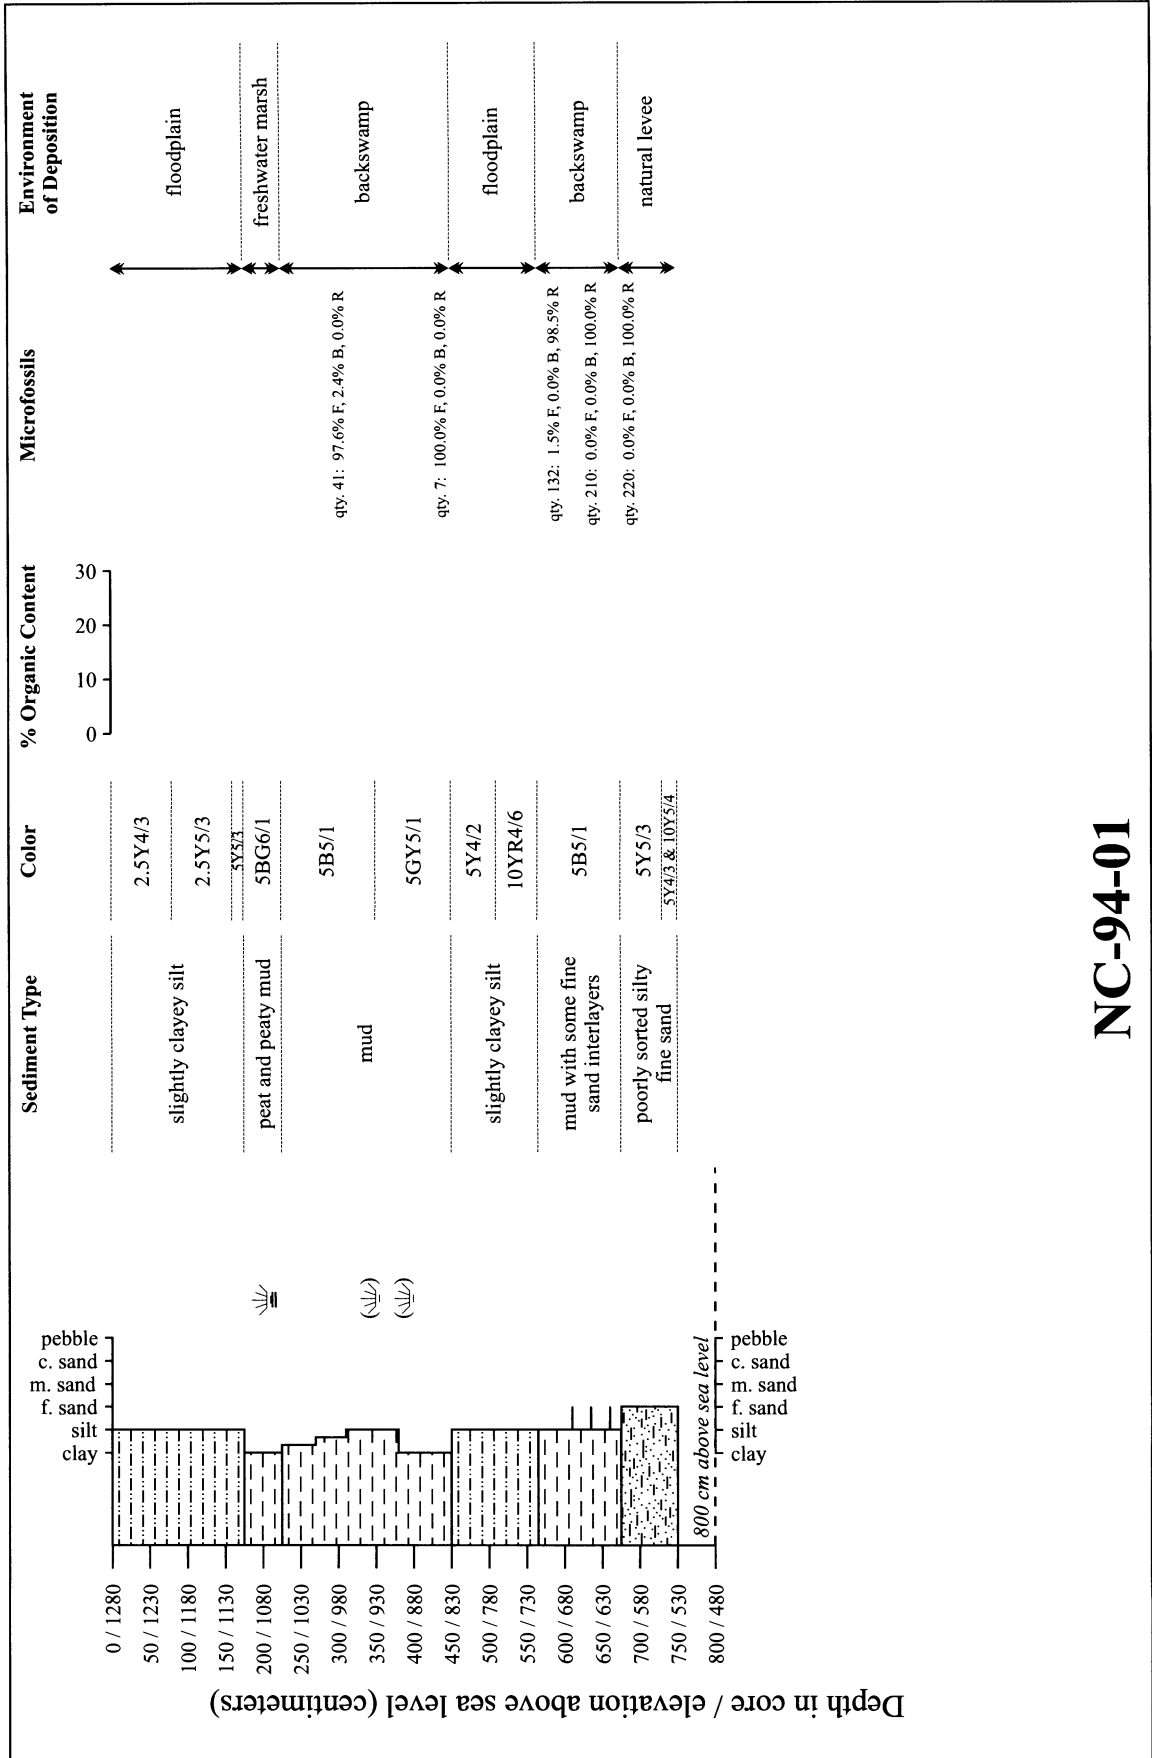 Depth in core / elevation above sea level (centimeters)
0 / 1280
50 / 1230
100 / 1180
150 / 1130
200 / 1080
250 / 1030
300 / 980
350 / 930
400 / 880
450 / 830
500 / 780
550 / 730
600 / 680
650 / 630
700 / 580
750 / 530
800 / 480
pebble
c. sand
m. sand
f. sand
silt
clay
800 cm above sea level
pebble
c. sand
m. sand
f. sand
silt
clay
Sediment Type
slightly clayey silt
peat and peaty mud
mud
slightly clayey silt
mud with some fine
sand interlayers
poorly sorted silty
fine sand
Color
2.5Y4/3
2.5Y5/3
5Y5/3
5BG6/1
5B5/1
5GY5/1
5Y4/2
10YR4/6
5B5/1
5Y5/3
5Y4/3 & 10Y5/4
% Organic Content
0
10
20
30
Microfossils
qty. 41: 97.6% F, 2.4% B, 0.0% R
qty. 7: 100.0% F, 0.0% B, 0.0% R
qty. 132: 1.5% F, 0.0% B, 98.5% R
qty. 210: 0.0% F, 0.0% B, 100.0% R
qty. 220: 0.0% F, 0.0% B, 100.0% R
Environment
of Deposition
floodplain
freshwater marsh
backswamp
floodplain
backswamp
natural levee
NC-94-01